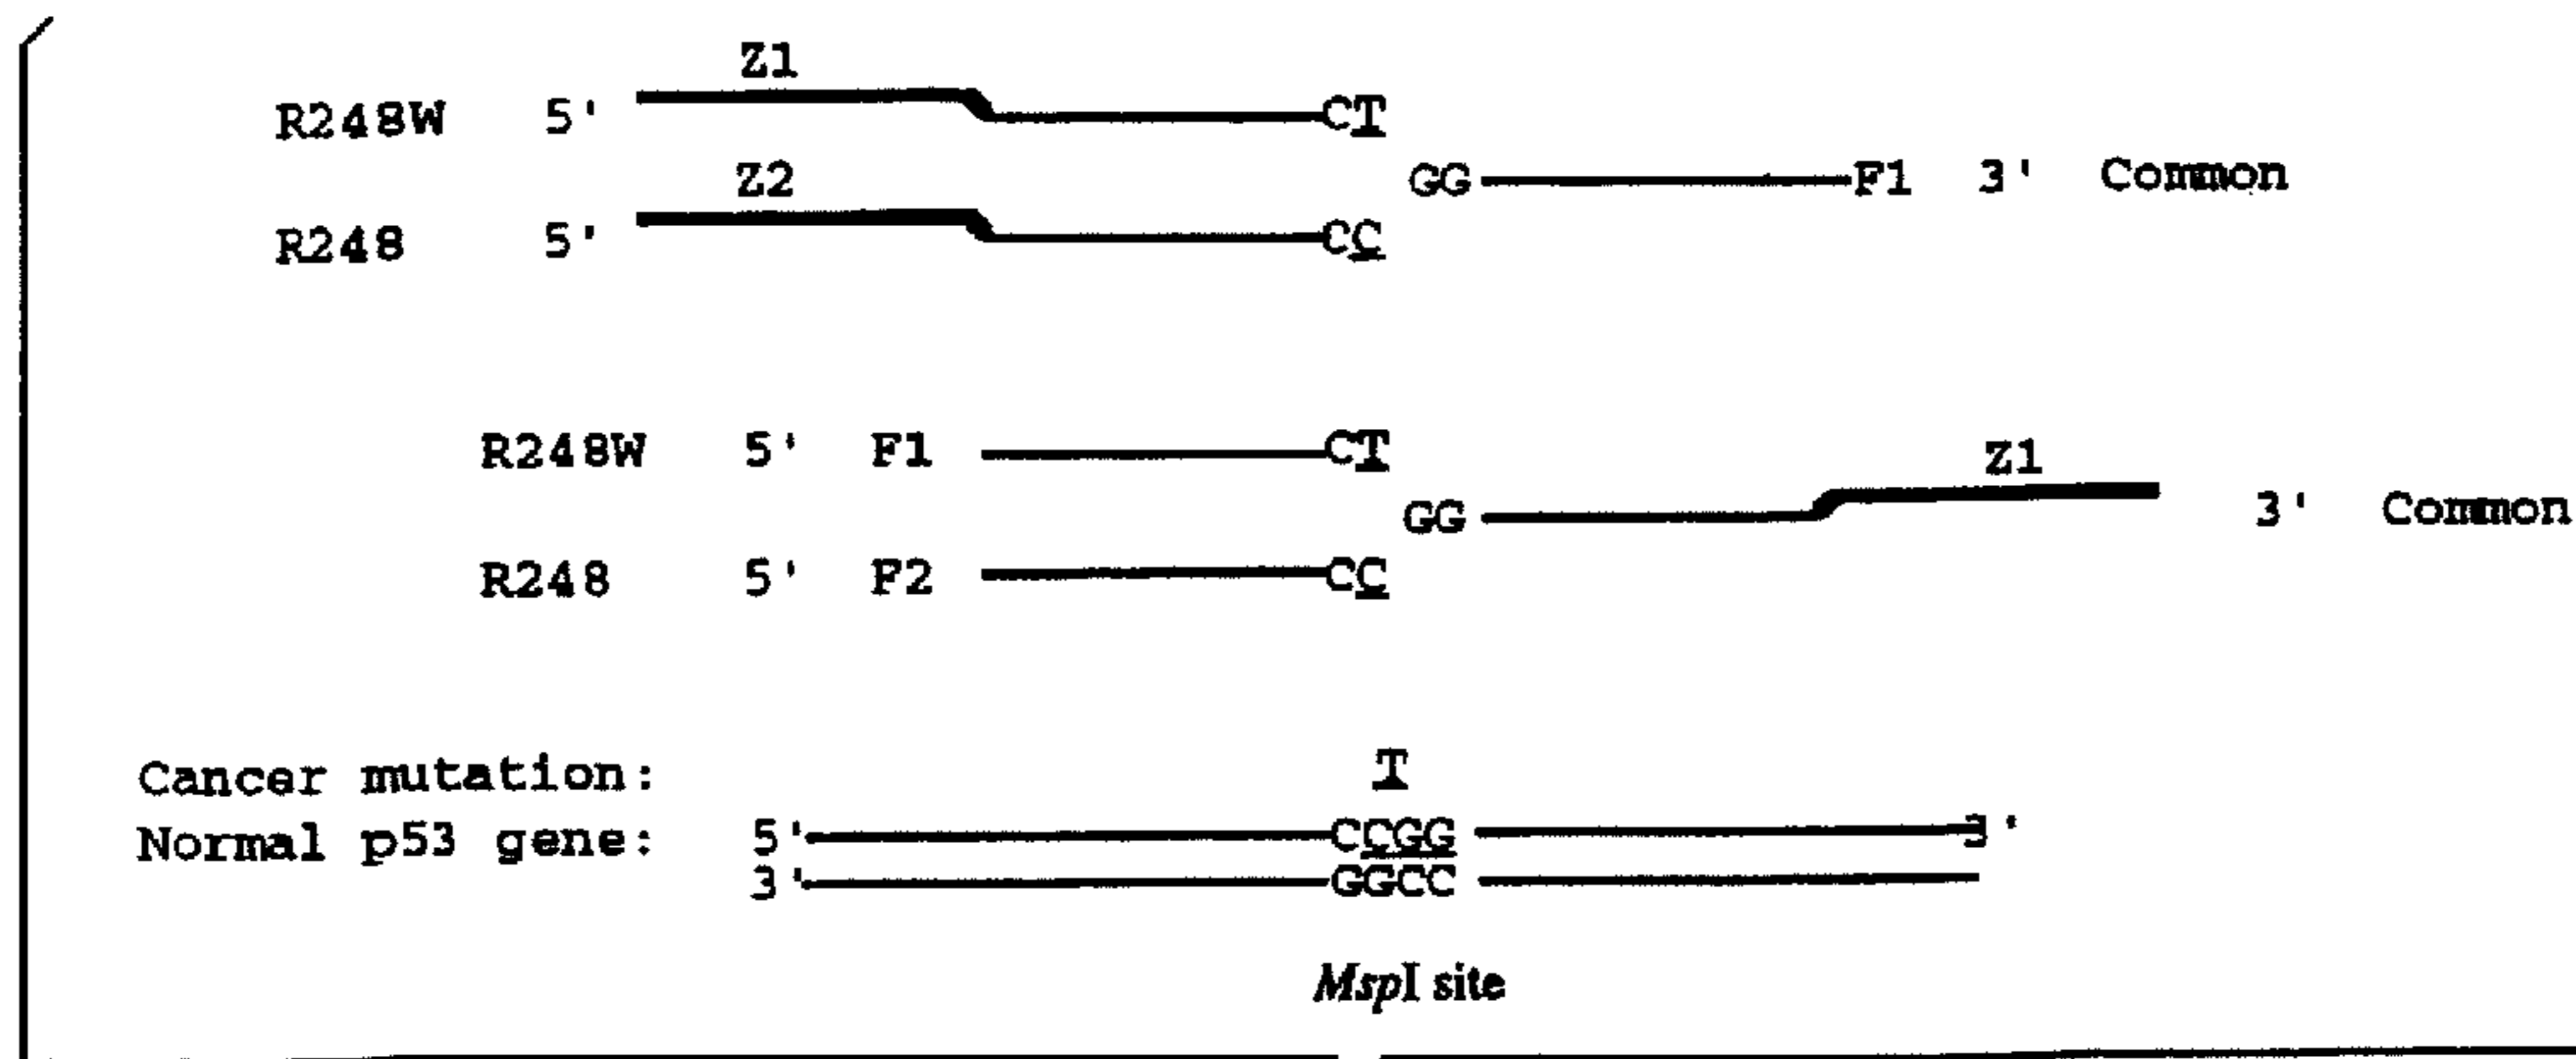 Z1
R248W 5' CT
GG F1 3' Common
Z2
R248 5' CC
R248W 5' F1 CT
Z1
GG 3' Common
R248 5' F2 CC
Cancer mutation: T
Normal p53 gene: 5' CCGG 3'
3' GGCC
MspI site